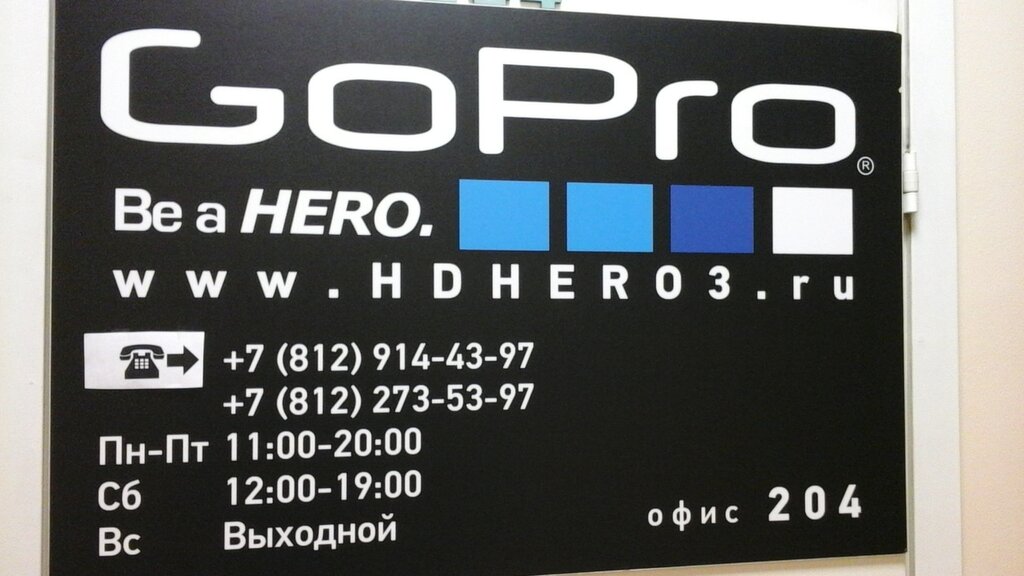 GoPro®
Be a HERO.
www.HDHERO3.ru
+7 (812) 914-43-97
+7 (812) 273-53-97
Пн-Пт 11:00-20:00
Сб 12:00-19:00
Вс Выходной
офис 204